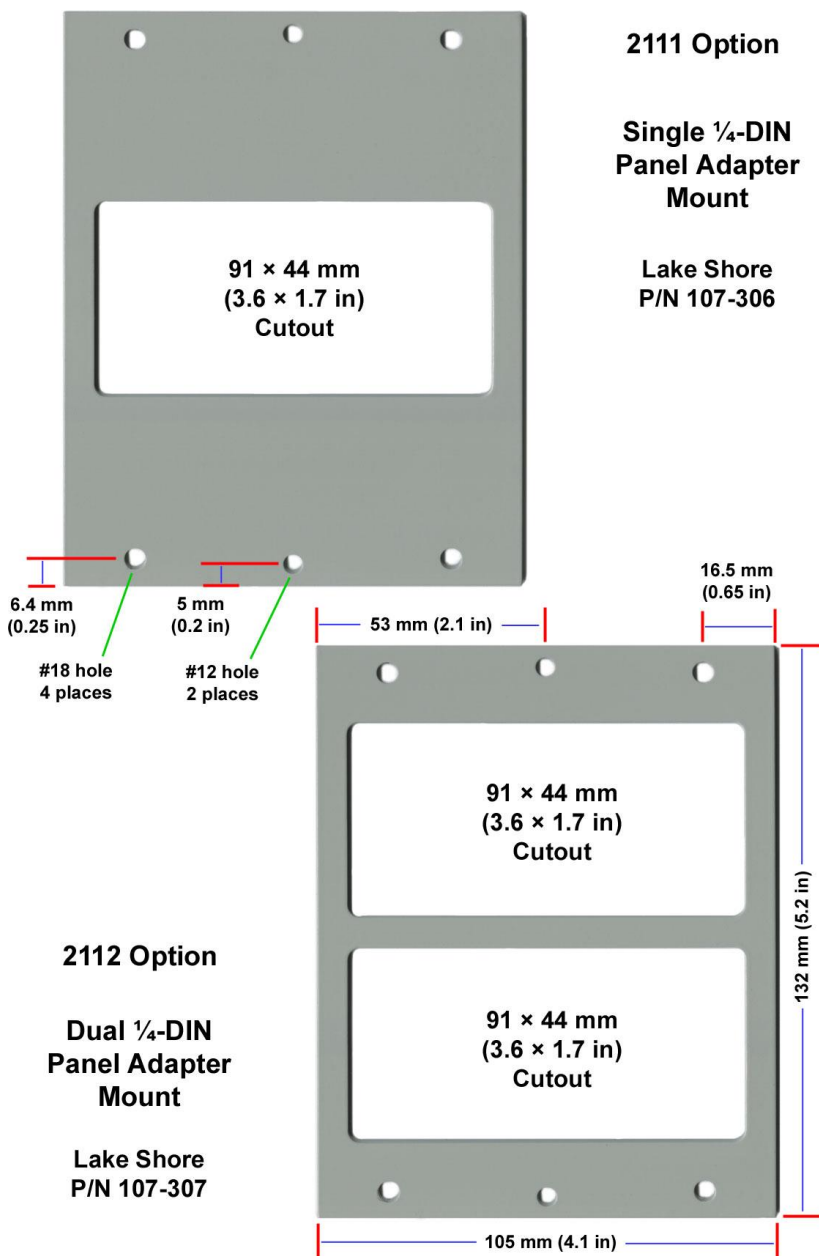 2111 Option
Single ¼-DIN
Panel Adapter
Mount
Lake Shore
P/N 107-306
91 × 44 mm
(3.6 × 1.7 in)
Cutout
6.4 mm
(0.25 in)
5 mm
(0.2 in)
#18 hole
4 places
#12 hole
2 places
53 mm (2.1 in)
16.5 mm
(0.65 in)
91 × 44 mm
(3.6 × 1.7 in)
Cutout
132 mm (5.2 in)
91 × 44 mm
(3.6 × 1.7 in)
Cutout
105 mm (4.1 in)
2112 Option
Dual ¼-DIN
Panel Adapter
Mount
Lake Shore
P/N 107-307